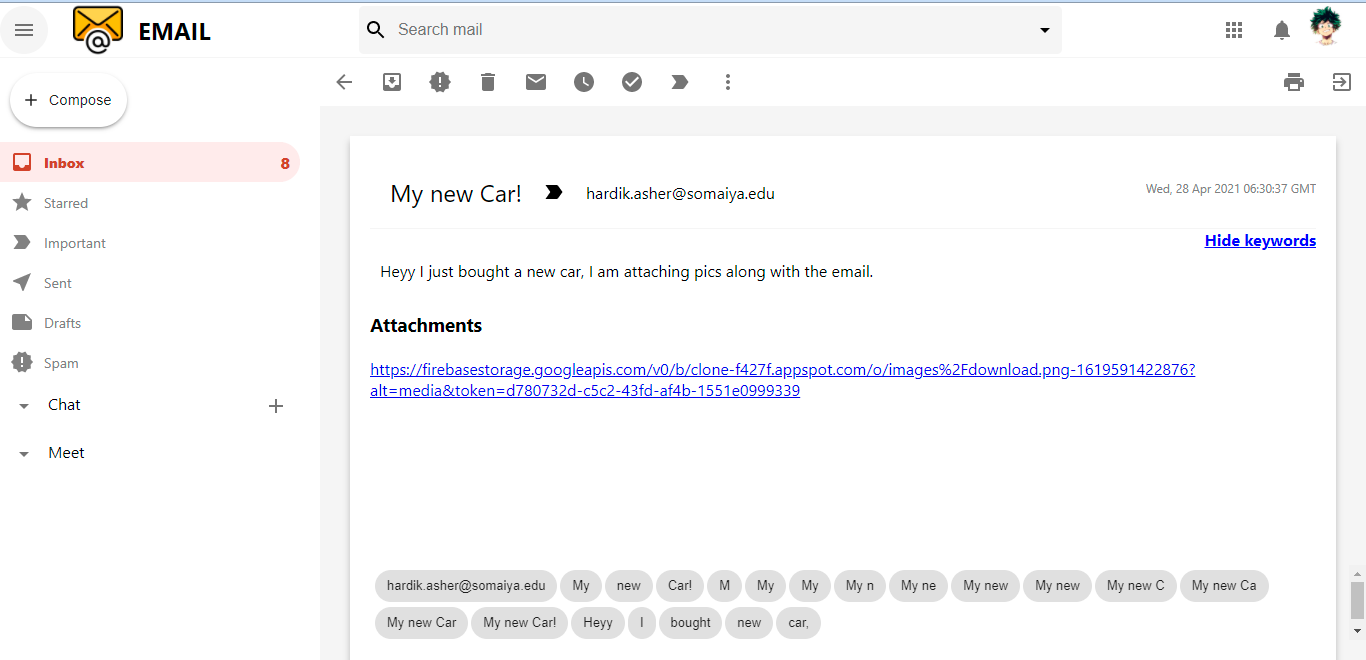 EMAIL
Search mail
Compose
Inbox 8
Starred
Important
Sent
Drafts
Spam
Chat
Meet
My new Car! hardik.asher@somaiya.edu Wed, 28 Apr 2021 06:30:37 GMT
Hide keywords
Heyy I just bought a new car, I am attaching pics along with the email.
Attachments
https://firebasestorage.googleapis.com/v0/b/clone-f427f.appspot.com/o/images%2Fdownload.png-1619591422876?
alt=media&token=d780732d-c5c2-43fd-af4b-1551e0999339
hardik.asher@somaiya.edu My new Car! M My My My n My ne My new My new My new C My new Ca
My new Car My new Car! Heyy I bought new car,